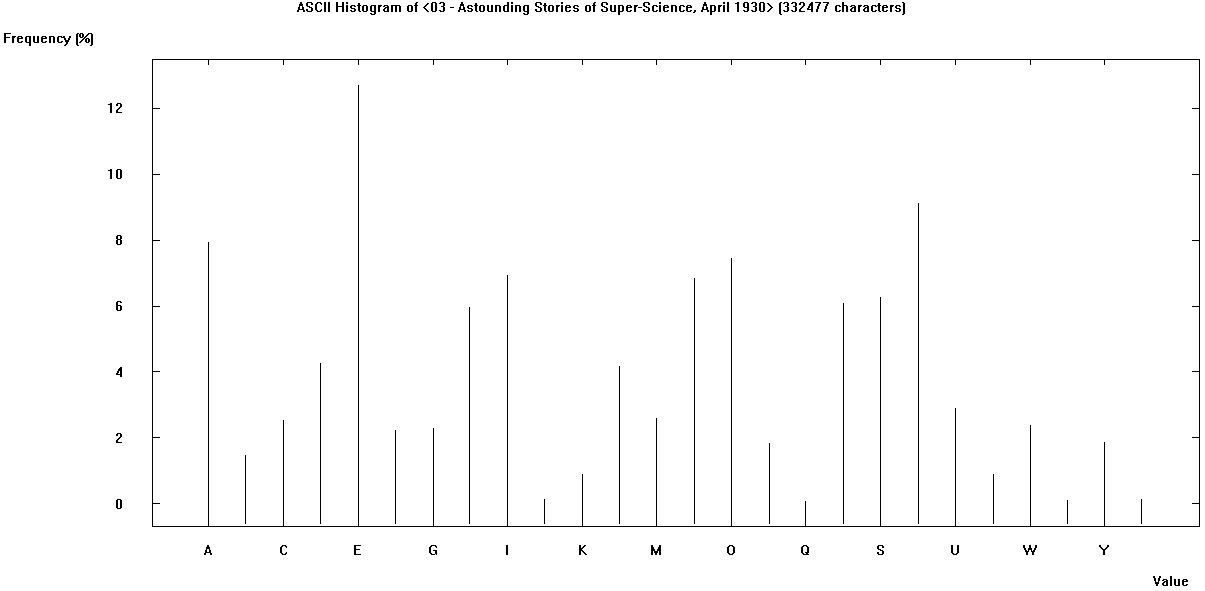 ASCII Histogram of <03 - Astounding Stories of Super-Science, April 1930> (332477 characters)
Frequency (%)
12
10
8
6
4
2
0
A C E G I K M O Q S U W Y
Value